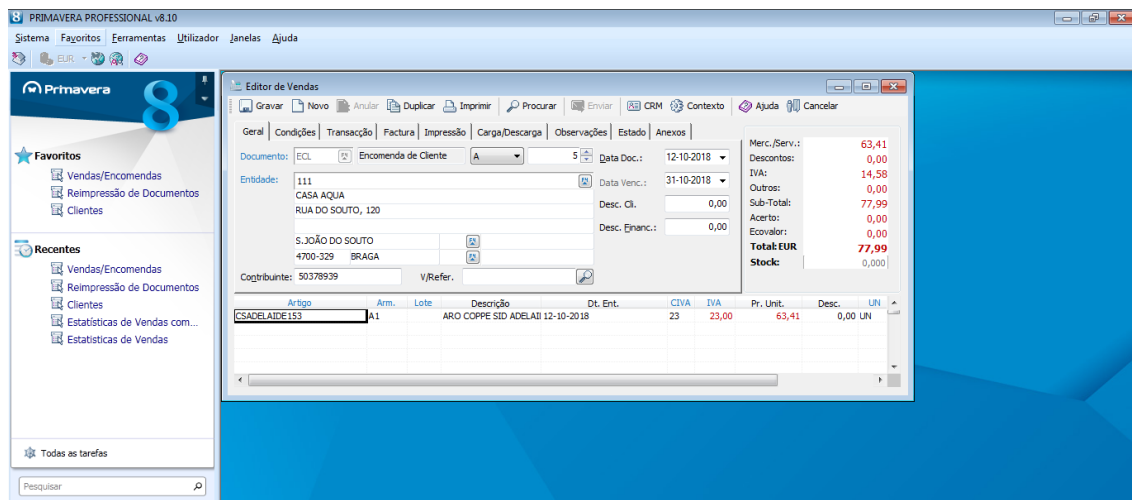 8 PRIMAVERA PROFESSIONAL v8.10
Sistema Favoritos Ferramentas Utilizador Janelas Ajuda
EUR
Primavera 8
Favoritos
Vendas/Encomendas
Reimpressão de Documentos
Clientes
Recentes
Vendas/Encomendas
Reimpressão de Documentos
Clientes
Estatísticas de Vendas com...
Estatisticas de Vendas
Todas as tarefas
Pesquisar
Editor de Vendas
Gravar Novo Anular Duplicar Imprimir Procurar Enviar CRM Contexto Ajuda Cancelar
Geral Condições Transacção Factura Impressão Carga/Descarga Observações Estado Anexos
Documento: ECL Encomenda de Cliente A 5 Data Doc.: 12-10-2018
Entidade: 111 Data Venc.: 31-10-2018
CASA AQUA
RUA DO SOUTO, 120 Desc. Cli. 0,00
Desc. Financ.: 0,00
S.JOÃO DO SOUTO
4700-329 BRAGA
Contribuinte: 50378939 V/Refer.
Merc./Serv.: 63,41
Descontos: 0,00
IVA: 14,58
Outros: 0,00
Sub-Total: 77,99
Acerto: 0,00
Ecovalor: 0,00
Total:EUR 77,99
Stock: 0,000
Artigo Arm. Lote Descrição Dt. Ent. CIVA IVA Pr. Unit. Desc. UN
CSADELAIDE153 A1 ARO COPPE SID ADELAI 12-10-2018 23 23,00 63,41 0,00 UN